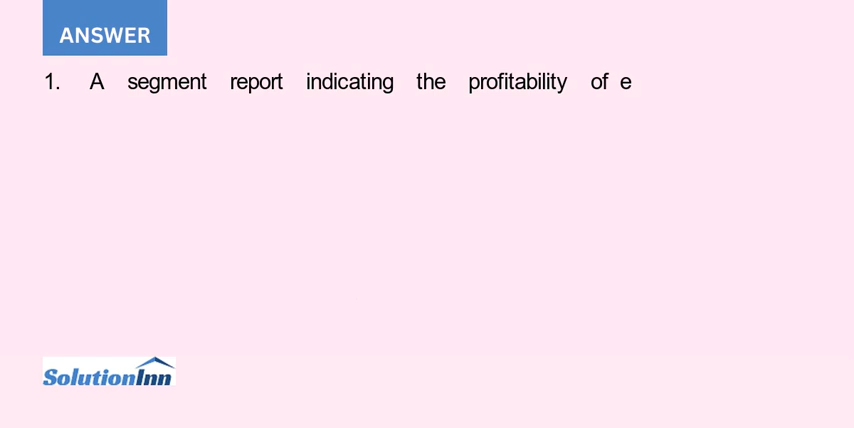 ANSWER
1. A segment report indicating the profitability of e
SolutionInn